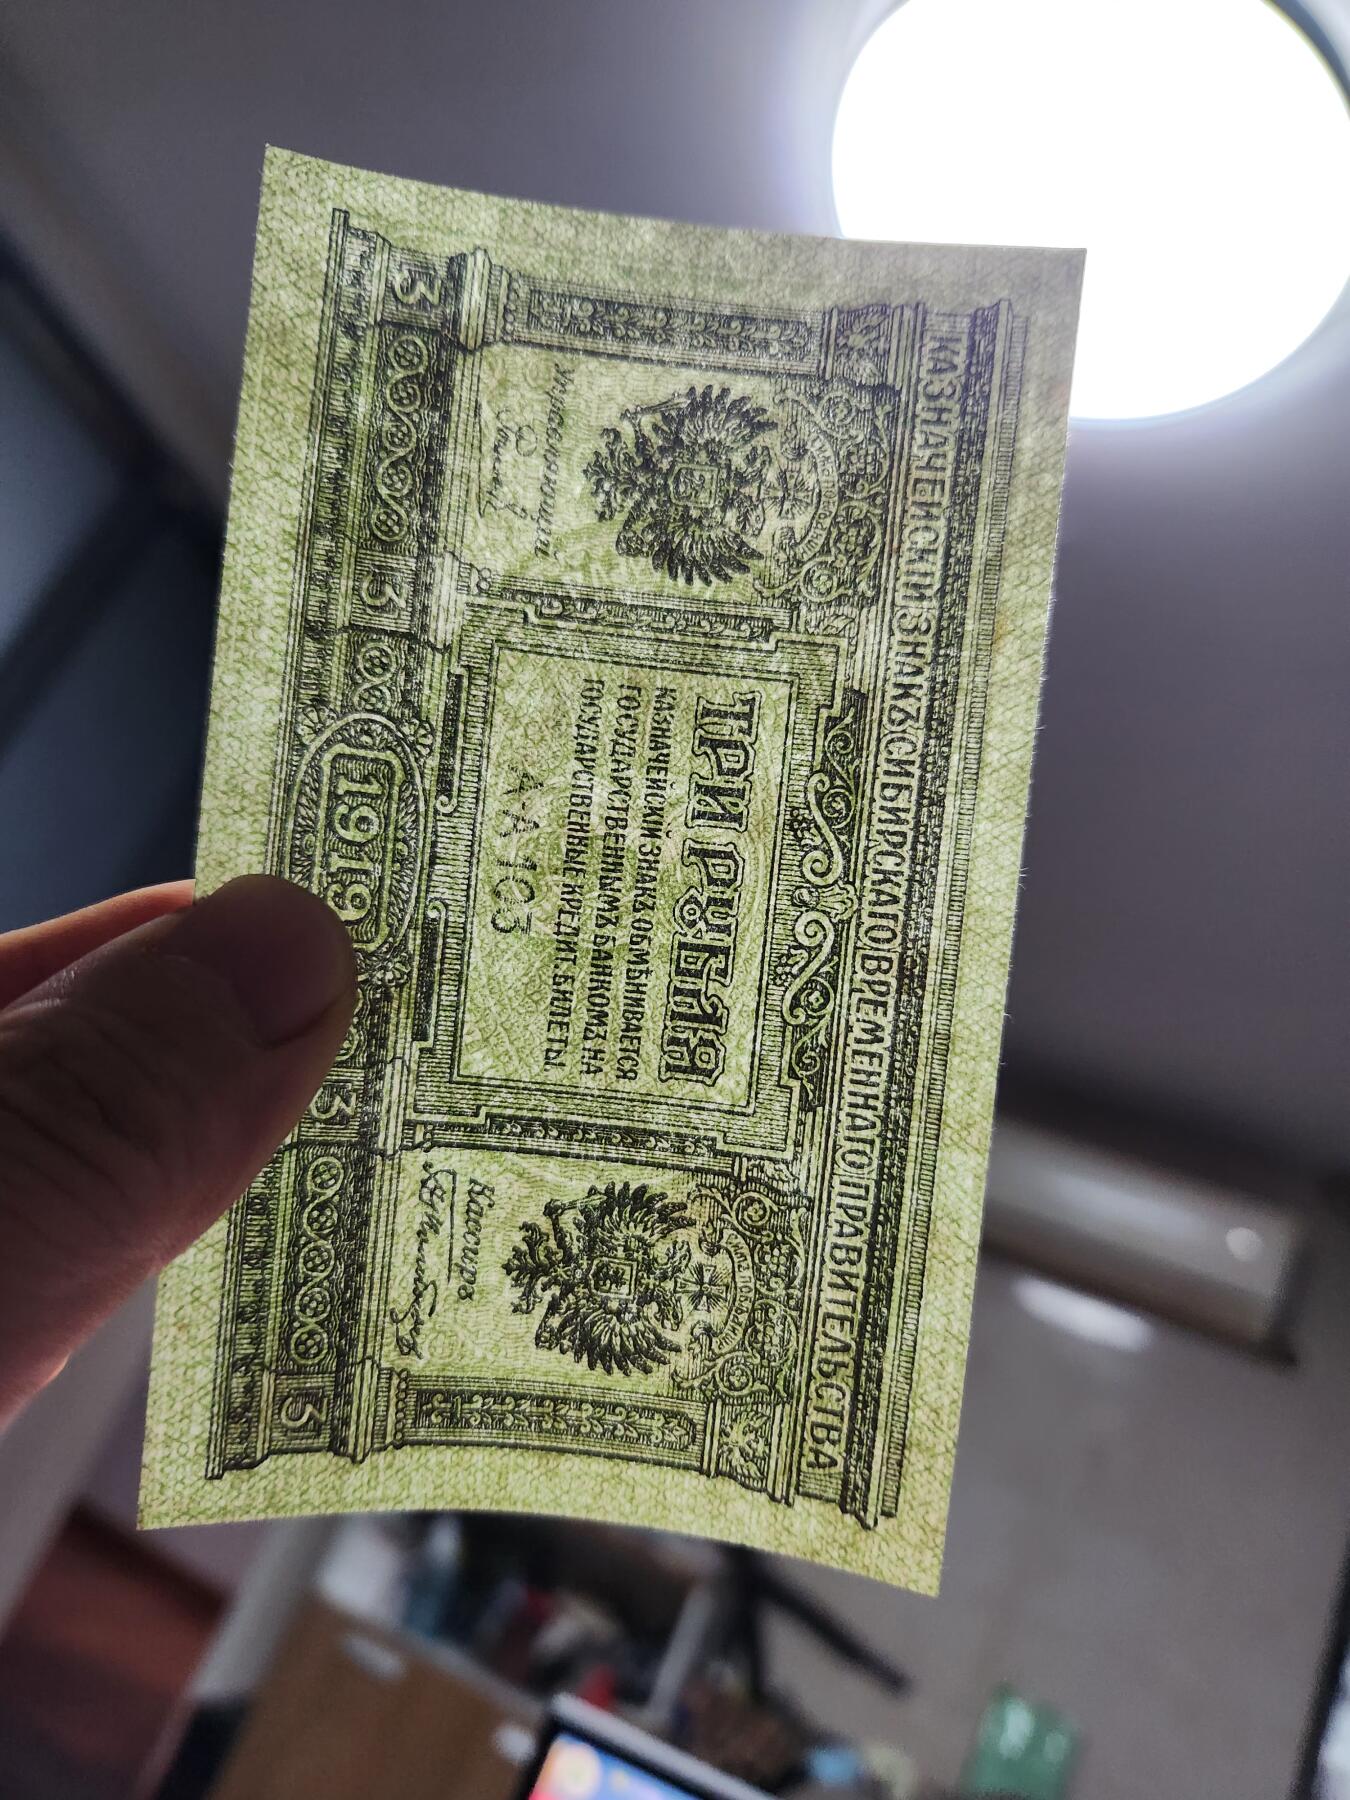 КАЗНАЧЕЙСКІЙ ЗНАКЪ СИБИРСКАГО ВРЕМЕННАГО ПРАВИТЕЛЬСТВА
ТРИ РУБЛЯ
КАЗНАЧЕЙСКІЙ ЗНАКЪ ОБМѢНИВАЕТСЯ
ГОСУДАРСТВЕННЫМЪ БАНКОМЪ НА
ГОСУДАРСТВЕННЫЕ КРЕДИТ. БИЛЕТЫ.
А-А 103
Управляющій
Кассиръ
3
3
1919
3
3